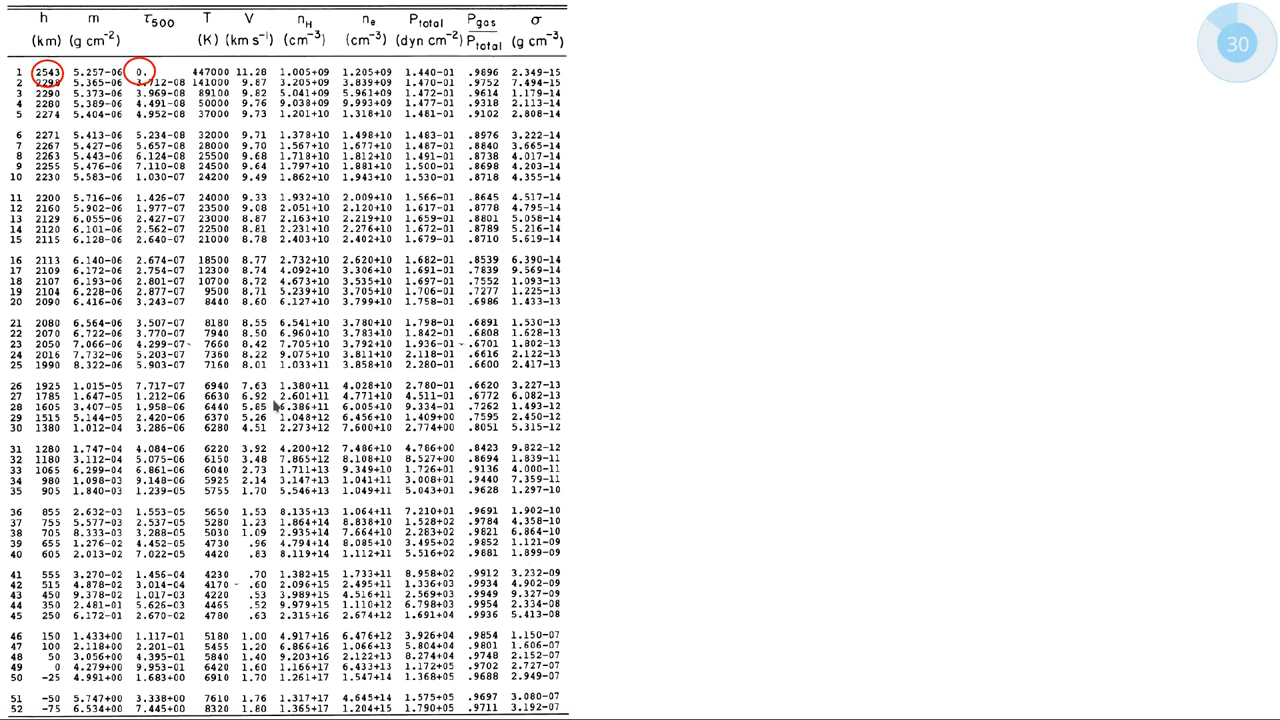 h m τ500 T V nH ne Ptotal Pgas σ
(km) (g cm-2) (K) (km s-1) (cm-3) (cm-3) (dyn cm-2) Ptotal (g cm-3)
1 2543 5.257-06 0. 447000 11.28 1.005+09 1.205+09 1.440-01 .9896 2.349-15
2 2298 5.365-06 3.712-08 141000 9.87 3.205+09 3.839+09 1.470-01 .9752 7.494-15
3 2290 5.373-06 3.969-08 89100 9.82 5.041+09 5.961+09 1.472-01 .9614 1.179-14
4 2280 5.389-06 4.491-08 50000 9.76 9.038+09 9.993+09 1.477-01 .9318 2.113-14
5 2274 5.404-06 4.952-08 37000 9.73 1.201+10 1.318+10 1.481-01 .9102 2.808-14
6 2271 5.413-06 5.234-08 32000 9.71 1.378+10 1.498+10 1.483-01 .8976 3.222-14
7 2267 5.427-06 5.657-08 28000 9.70 1.567+10 1.677+10 1.487-01 .8840 3.665-14
8 2263 5.443-06 6.124-08 25500 9.68 1.718+10 1.812+10 1.491-01 .8738 4.017-14
9 2255 5.476-06 7.110-08 24500 9.64 1.797+10 1.881+10 1.500-01 .8698 4.203-14
10 2230 5.583-06 1.030-07 24200 9.49 1.862+10 1.943+10 1.530-01 .8718 4.355-14
11 2200 5.716-06 1.426-07 24000 9.33 1.932+10 2.009+10 1.566-01 .8645 4.517-14
12 2160 5.902-06 1.977-07 23500 9.08 2.051+10 2.120+10 1.617-01 .8778 4.795-14
13 2129 6.055-06 2.427-07 23000 8.87 2.163+10 2.219+10 1.659-01 .8801 5.058-14
14 2120 6.101-06 2.562-07 22500 8.81 2.231+10 2.276+10 1.672-01 .8789 5.216-14
15 2115 6.128-06 2.640-07 21000 8.78 2.403+10 2.402+10 1.679-01 .8710 5.619-14
16 2113 6.140-06 2.674-07 18500 8.77 2.732+10 2.620+10 1.682-01 .8539 6.390-14
17 2109 6.172-06 2.754-07 12300 8.74 4.092+10 3.306+10 1.691-01 .7839 9.569-14
18 2107 6.193-06 2.801-07 10700 8.72 4.673+10 3.535+10 1.697-01 .7552 1.093-13
19 2104 6.228-06 2.877-07 9500 8.71 5.239+10 3.705+10 1.706-01 .7277 1.225-13
20 2090 6.416-06 3.243-07 8440 8.60 6.127+10 3.799+10 1.758-01 .6986 1.433-13
21 2080 6.564-06 3.507-07 8180 8.55 6.541+10 3.780+10 1.798-01 .6891 1.530-13
22 2070 6.722-06 3.770-07 7940 8.50 6.960+10 3.783+10 1.842-01 .6808 1.628-13
23 2050 7.066-06 4.299-07 7660 8.42 7.705+10 3.792+10 1.936-01 .6701 1.802-13
24 2016 7.732-06 5.203-07 7360 8.22 9.075+10 3.811+10 2.118-01 .6616 2.122-13
25 1990 8.322-06 5.903-07 7160 8.01 1.033+11 3.858+10 2.280-01 .6600 2.417-13
26 1925 1.015-05 7.717-07 6940 7.63 1.380+11 4.028+10 2.780-01 .6620 3.227-13
27 1785 1.647-05 1.212-06 6630 6.92 2.601+11 4.771+10 4.511-01 .6772 6.082-13
28 1605 3.407-05 1.958-06 6440 5.85 6.386+11 6.005+10 9.334-01 .7262 1.493-12
29 1515 5.144-05 2.420-06 6370 5.26 1.048+12 6.456+10 1.409+00 .7595 2.450-12
30 1380 1.012-04 3.286-06 6280 4.51 2.273+12 7.600+10 2.774+00 .8051 5.315-12
31 1280 1.747-04 4.084-06 6220 3.92 4.200+12 7.486+10 4.786+00 .8423 9.822-12
32 1180 3.112-04 5.075-06 6150 3.48 7.865+12 8.108+10 8.527+00 .8694 1.839-11
33 1065 6.299-04 6.861-06 6040 2.73 1.711+13 9.349+10 1.726+01 .9136 4.000-11
34 980 1.098-03 9.148-06 5925 2.14 3.147+13 1.041+11 3.008+01 .9440 7.359-11
35 905 1.840-03 1.239-05 5755 1.70 5.546+13 1.049+11 5.043+01 .9628 1.297-10
36 855 2.632-03 1.553-05 5650 1.53 8.135+13 1.064+11 7.210+01 .9691 1.902-10
37 755 5.577-03 2.537-05 5280 1.23 1.864+14 8.838+10 1.528+02 .9784 4.358-10
38 705 8.333-03 3.288-05 5030 1.09 2.935+14 7.664+10 2.283+02 .9821 6.864-10
39 655 1.276-02 4.452-05 4730 .96 4.794+14 8.085+10 3.495+02 .9852 1.121-09
40 605 2.013-02 7.022-05 4420 .83 8.119+14 1.112+11 5.516+02 .9881 1.899-09
41 555 3.270-02 1.456-04 4230 .70 1.382+15 1.733+11 8.958+02 .9912 3.232-09
42 515 4.878-02 3.014-04 4170 .60 2.096+15 2.495+11 1.336+03 .9934 4.902-09
43 450 9.378-02 1.017-03 4220 .53 3.989+15 4.516+11 2.569+03 .9949 9.327-09
44 350 2.481-01 5.626-03 4465 .52 9.979+15 1.110+12 6.798+03 .9954 2.334-08
45 250 6.172-01 2.670-02 4780 .63 2.315+16 2.674+12 1.691+04 .9936 5.413-08
46 150 1.433+00 1.117-01 5180 1.00 4.917+16 6.476+12 3.926+04 .9854 1.150-07
47 100 2.118+00 2.201-01 5455 1.20 6.866+16 1.066+13 5.804+04 .9801 1.606-07
48 50 3.056+00 4.395-01 5840 1.40 9.203+16 2.122+13 8.274+04 .9748 2.152-07
49 0 4.279+00 9.953-01 6420 1.60 1.166+17 6.433+13 1.172+05 .9702 2.727-07
50 -25 4.991+00 1.683+00 6910 1.70 1.261+17 1.547+14 1.368+05 .9688 2.949-07
51 -50 5.747+00 3.338+00 7610 1.76 1.317+17 4.645+14 1.575+05 .9697 3.080-07
52 -75 6.534+00 7.445+00 8320 1.80 1.365+17 1.204+15 1.790+05 .9711 3.192-07
30